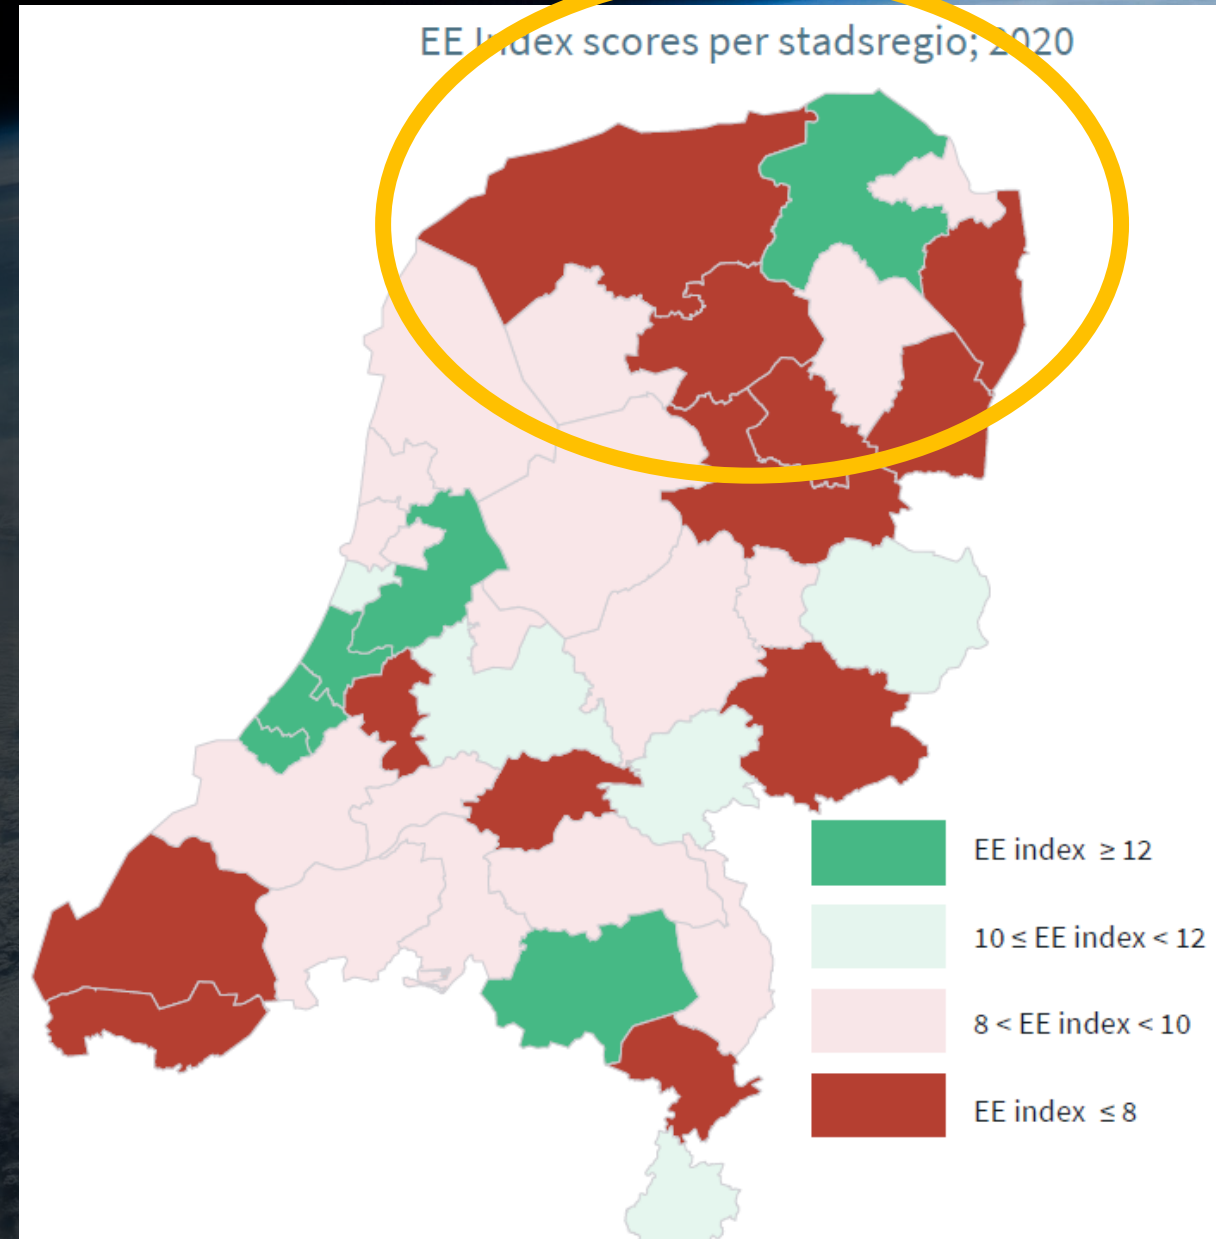 EE Index scores per stadsregio; 2020
EE index ≥ 12
10 ≤ EE index < 12
8 < EE index < 10
EE index ≤ 8